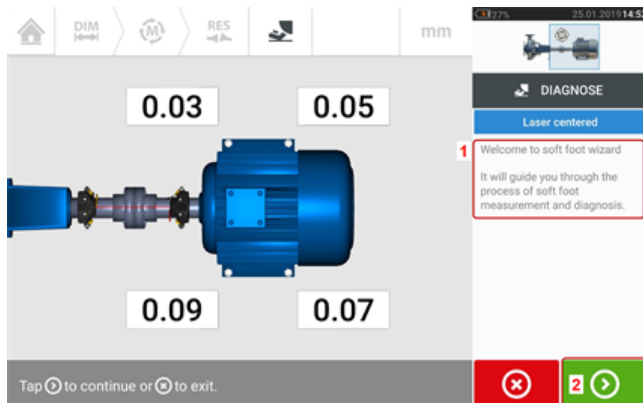 DIM
M
RES
mm
27%
25.01.2019 14:52
0.03
0.05
0.09
0.07
DIAGNOSE
Laser centered
1
Welcome to soft foot wizard
It will guide you through the
process of soft foot
measurement and diagnosis.
Tap to continue or to exit.
2